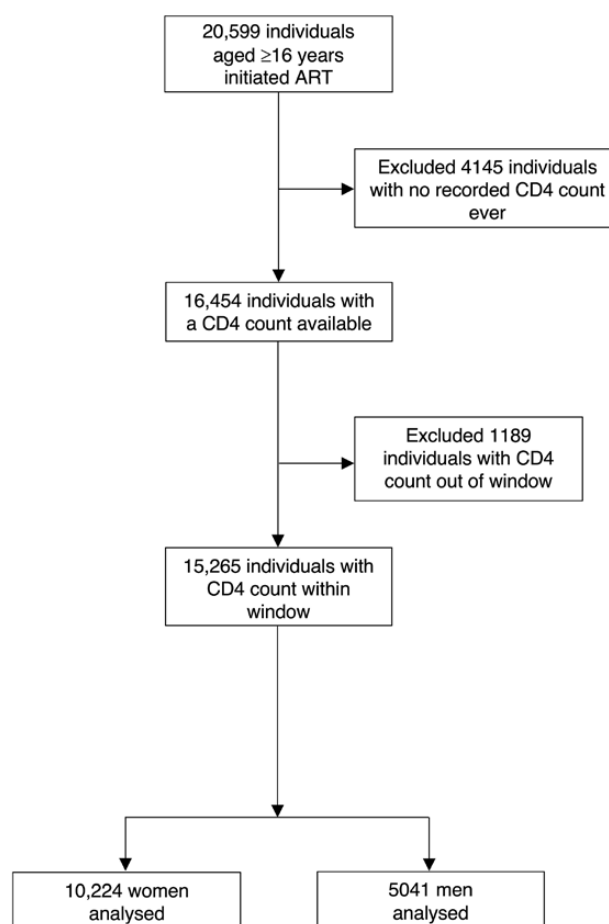 20,599 individuals
aged ≥16 years
initiated ART
Excluded 4145 individuals
with no recorded CD4 count
ever
16,454 individuals with
a CD4 count available
Excluded 1189
individuals with CD4
count out of window
15,265 individuals with
CD4 count within
window
10,224 women
analysed
5041 men
analysed